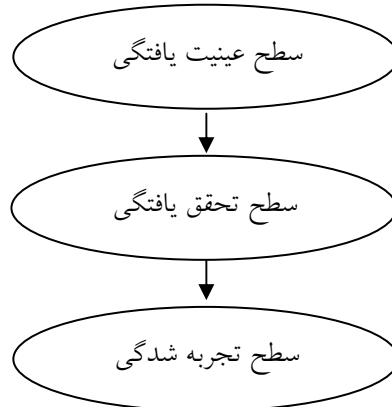 سطح عینیت یافتگی
سطح تحقق یافتگی
سطح تجربه شدگی